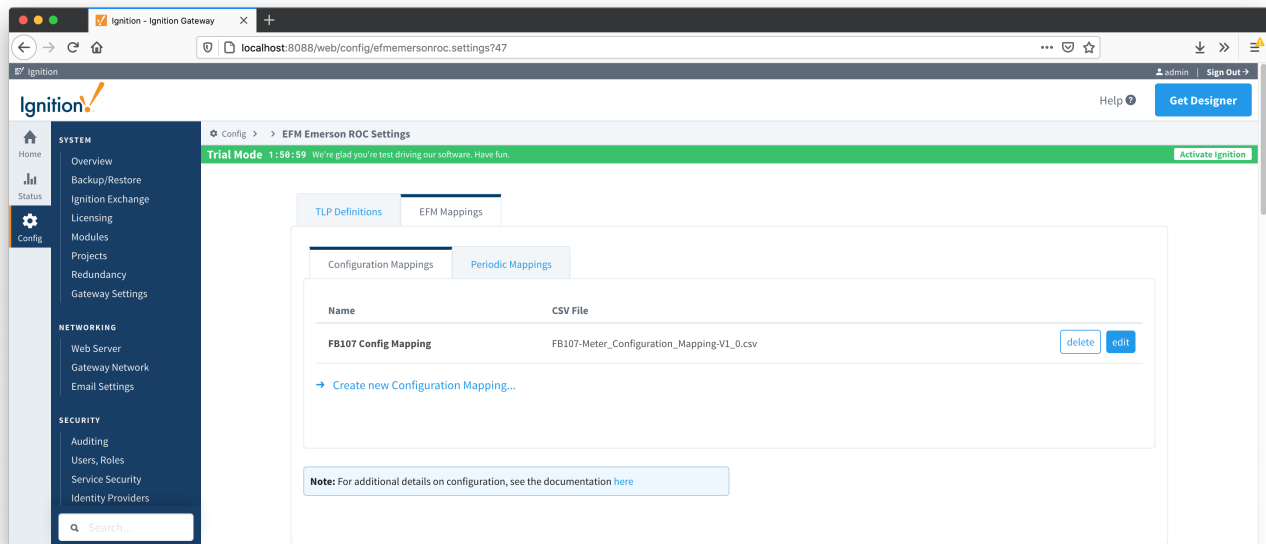 Ignition - Ignition Gateway
localhost:8088/web/config/efmemersonroc.settings?47
Ignition
admin | Sign Out
Ignition!
Help
Get Designer
Config > > EFM Emerson ROC Settings
Trial Mode 1:50:59 We're glad you're test driving our software. Have fun.
Activate Ignition
Home
Status
Config
SYSTEM
Overview
Backup/Restore
Ignition Exchange
Licensing
Modules
Projects
Redundancy
Gateway Settings
NETWORKING
Web Server
Gateway Network
Email Settings
SECURITY
Auditing
Users, Roles
Service Security
Identity Providers
Search...
TLP Definitions
EFM Mappings
Configuration Mappings
Periodic Mappings
Name CSV File
FB107 Config Mapping FB107-Meter_Configuration_Mapping-V1_0.csv delete edit
Create new Configuration Mapping...
Note: For additional details on configuration, see the documentation here